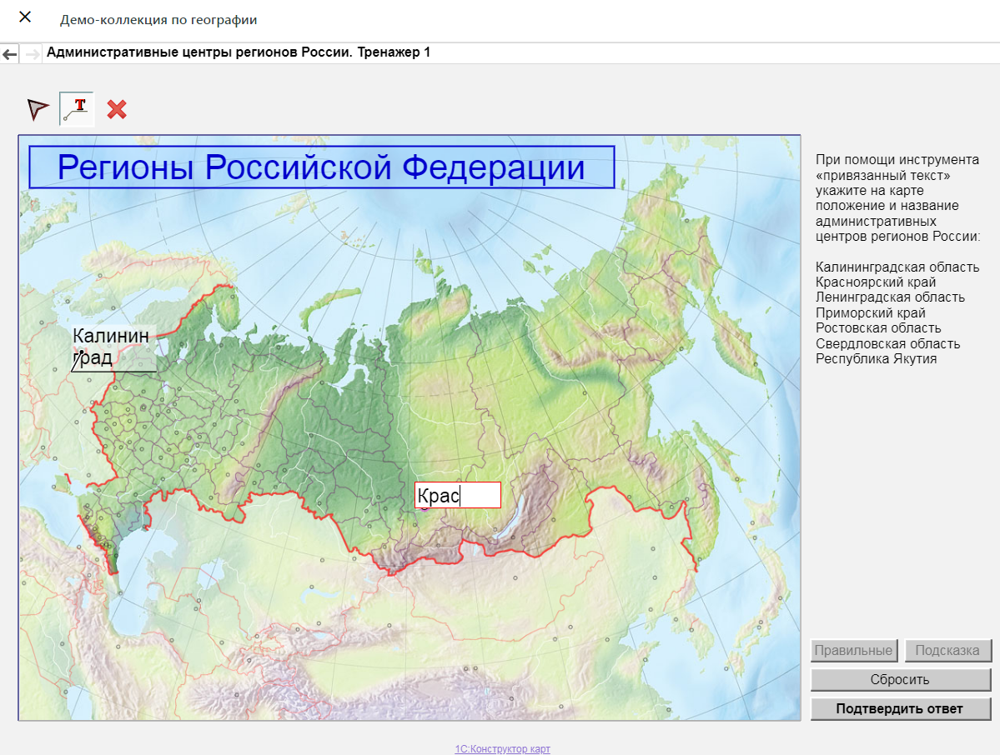 Демо-коллекция по географии
Административные центры регионов России. Тренажер 1
T
Регионы Российской Федерации
Калинин
град
Крас
При помощи инструмента
«привязанный текст»
укажите на карте
положение и название
административных
центров регионов России:
Калининградская область
Красноярский край
Ленинградская область
Приморский край
Ростовская область
Свердловская область
Республика Якутия
Правильные
Подсказка
Сбросить
Подтвердить ответ
1С:Конструктор карт